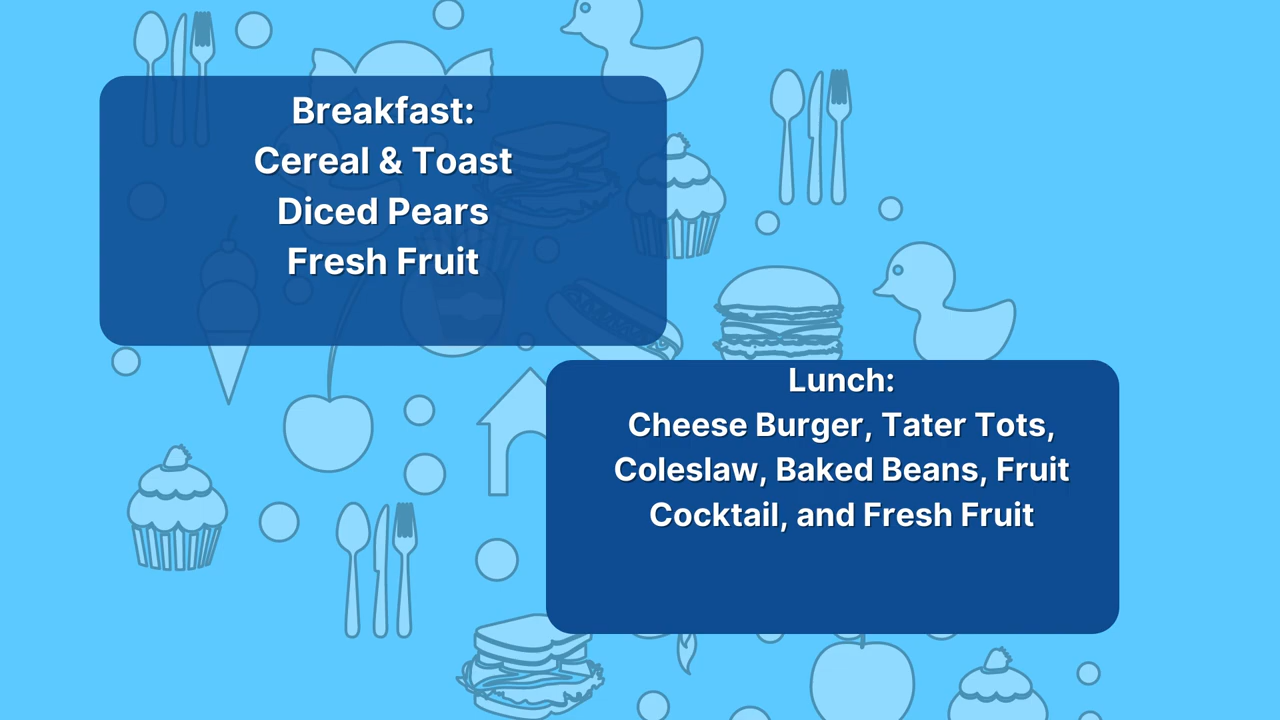 Breakfast:
Cereal & Toast
Diced Pears
Fresh Fruit
Lunch:
Cheese Burger, Tater Tots,
Coleslaw, Baked Beans, Fruit
Cocktail, and Fresh Fruit